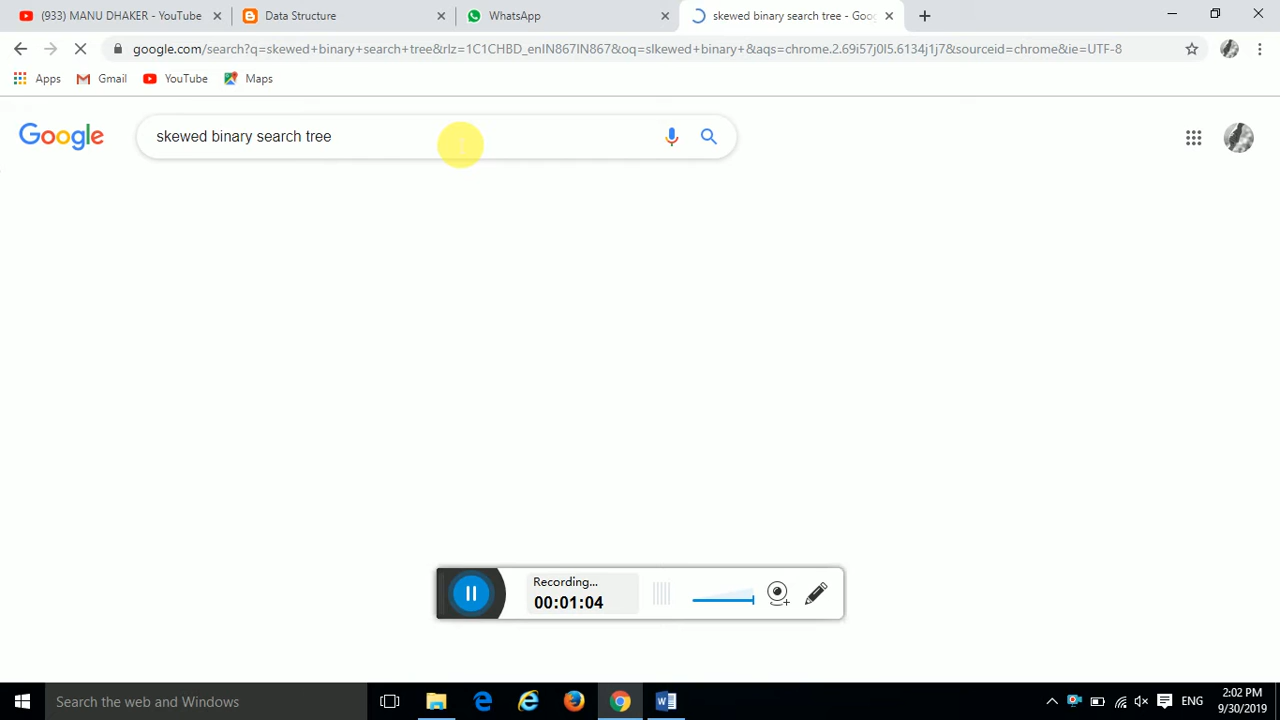 (933) MANU DHAKER - YouTube
Data Structure
WhatsApp
skewed binary search tree - Goo
google.com/search?q=skewed+binary+search+tree&rlz=1C1CHBD_enIN867IN867&oq=slkewed+binary+&aqs=chrome.2.69i57j0l5.6134j1j7&sourceid=chrome&ie=UTF-8
Apps
Gmail
YouTube
Maps
Google
skewed binary search tree
Recording...
00:01:04
Search the web and Windows
ENG
2:02 PM
9/30/2019